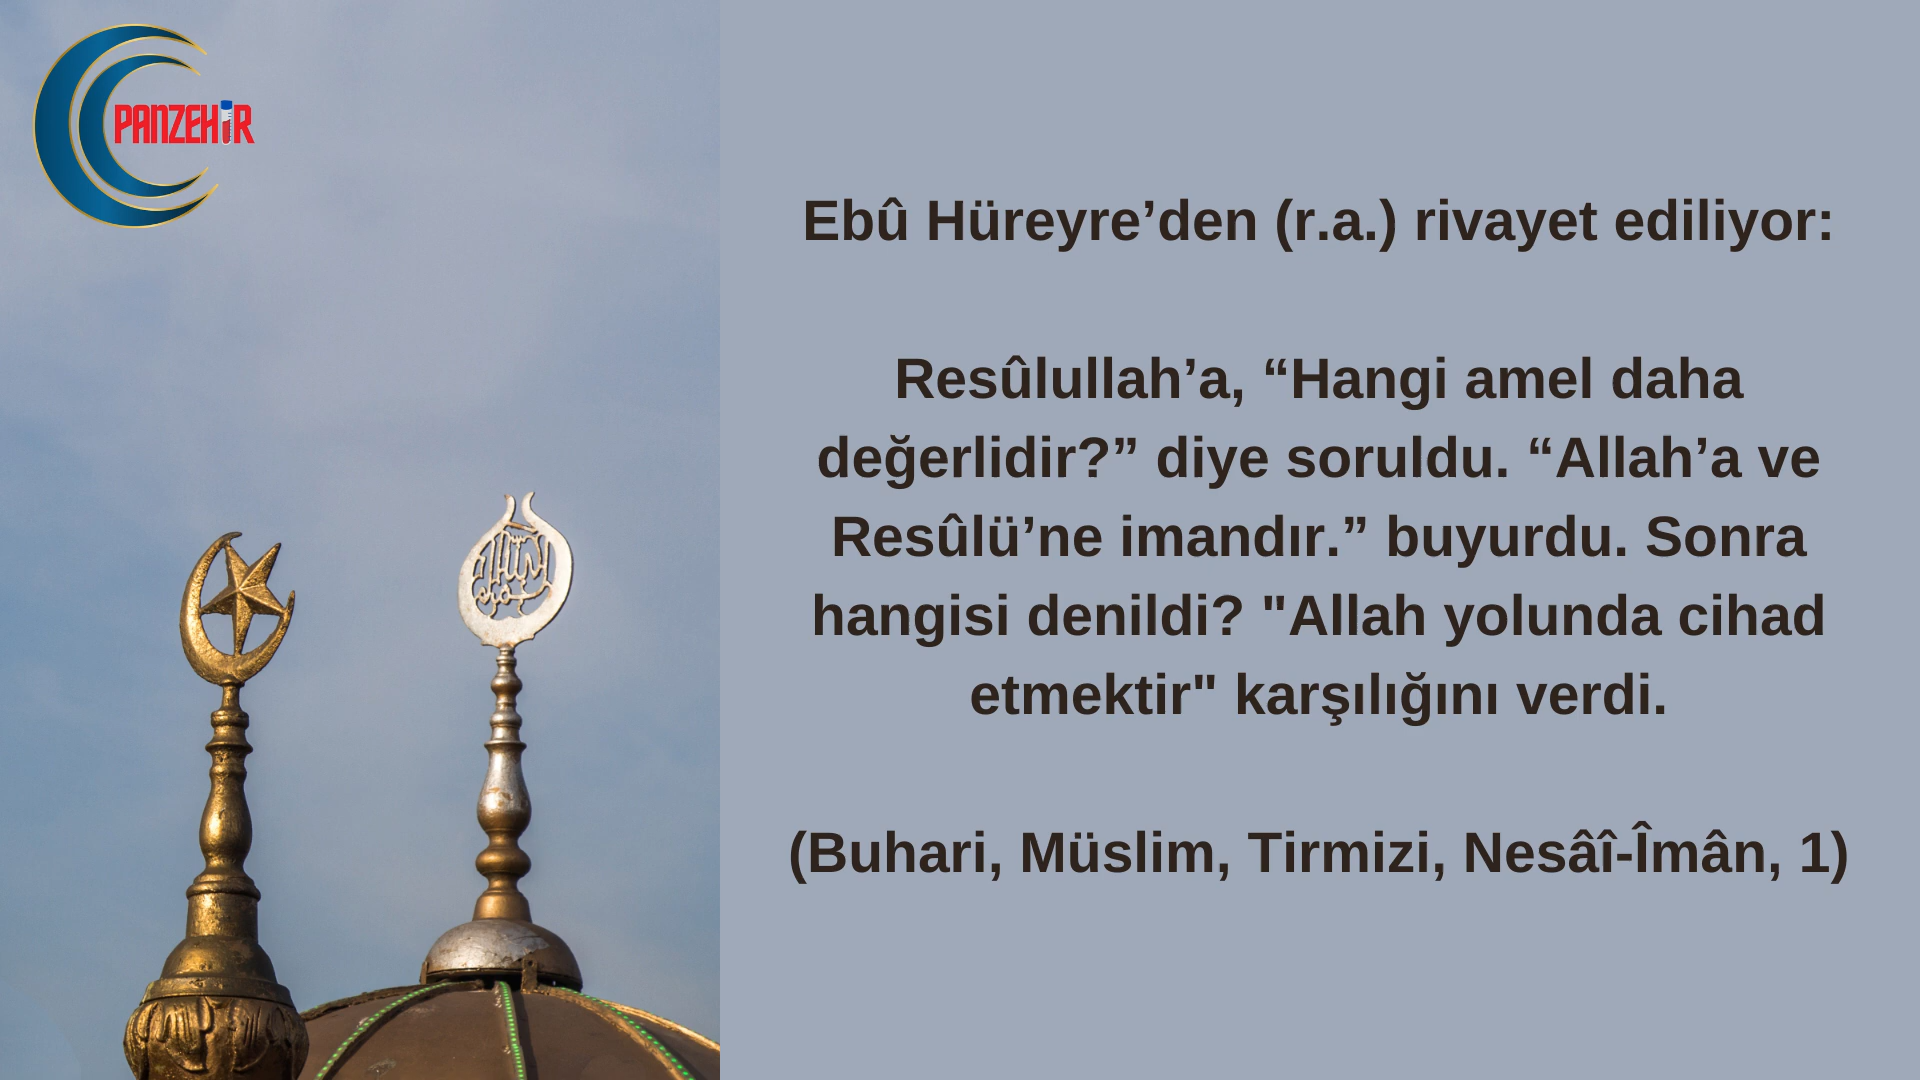 PANZEHİR
Ebû Hüreyre’den (r.a.) rivayet ediliyor:
Resûlullah’a, “Hangi amel daha
değerlidir?” diye soruldu. “Allah’a ve
Resûlü’ne imandır.” buyurdu. Sonra
hangisi denildi? "Allah yolunda cihad
etmektir" karşılığını verdi.
(Buhari, Müslim, Tirmizi, Nesâî-Îmân, 1)